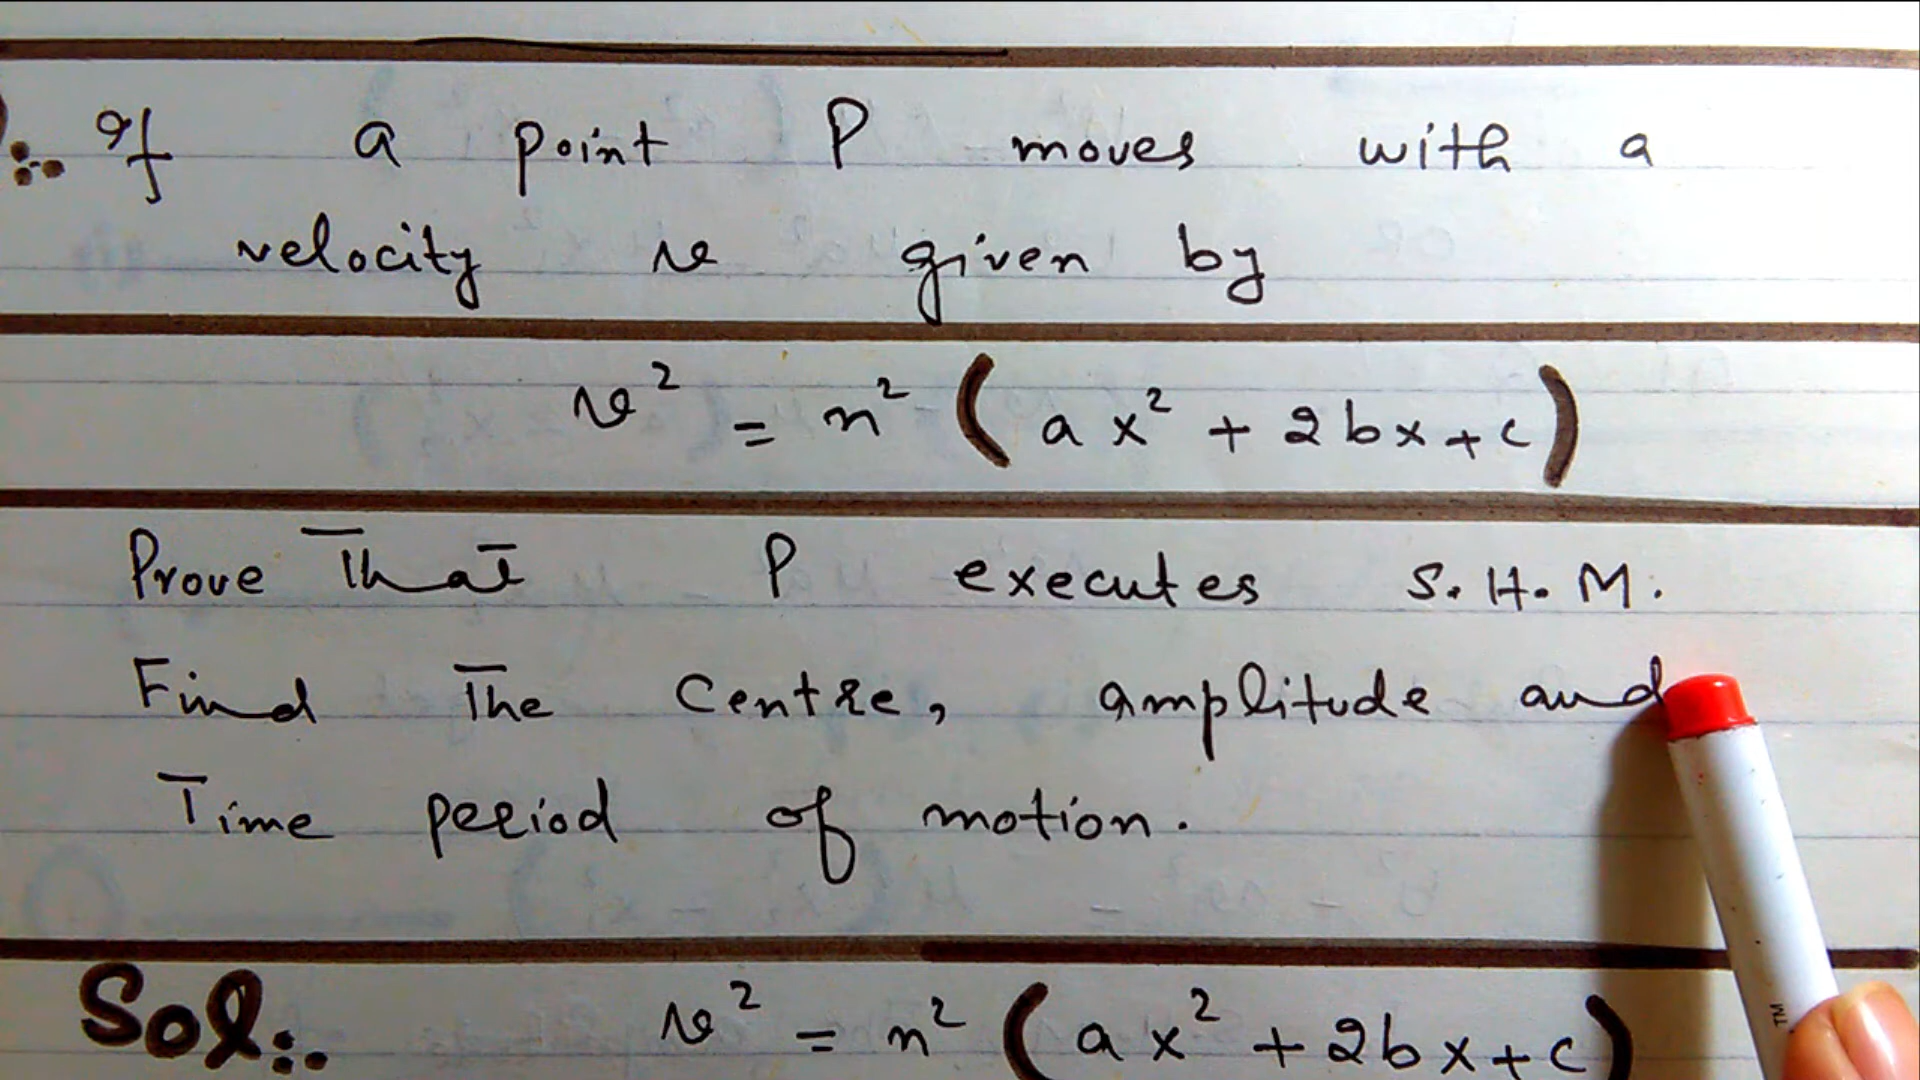 If a point P moves with a
velocity v given by
v² = n² (ax² + 2bx + c)
Prove That P executes S.H.M.
Find The Centre, amplitude and
Time period of motion.
Sol:. v² = n² (ax² + 2bx + c)
TM